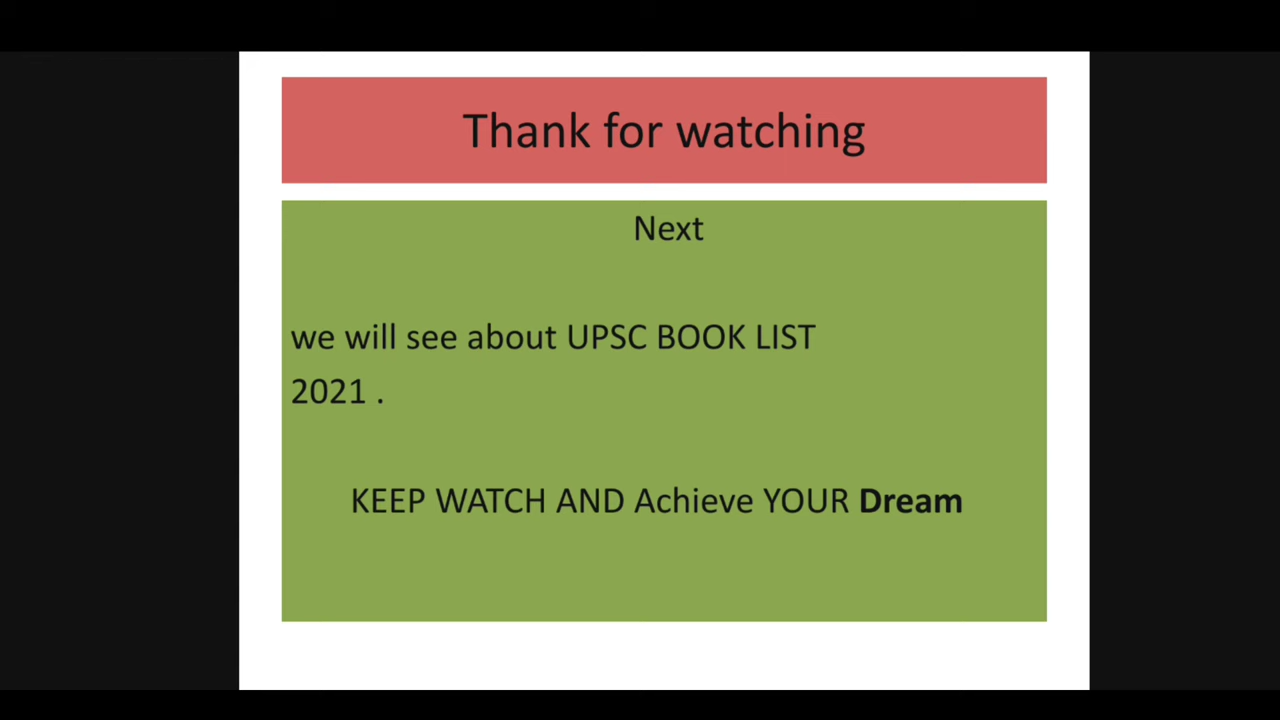 Thank for watching
Next
we will see about UPSC BOOK LIST
2021 .
KEEP WATCH AND Achieve YOUR Dream